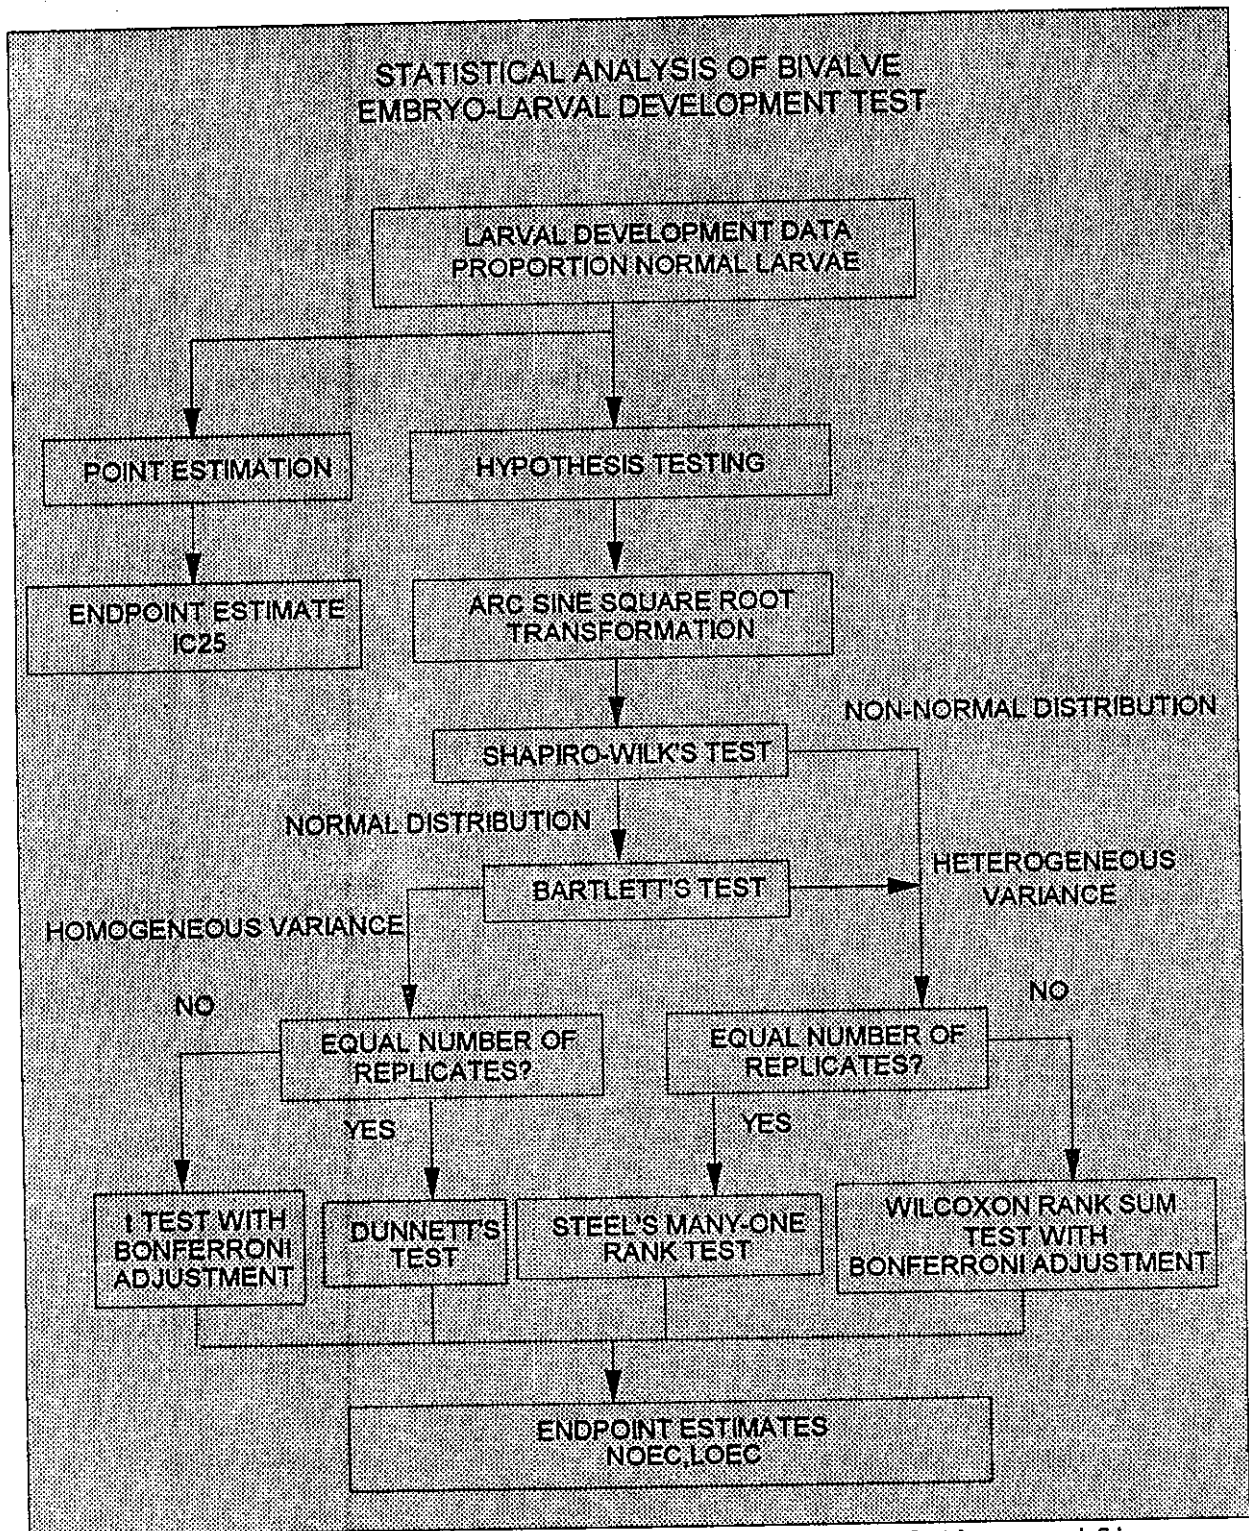 STATISTICAL ANALYSIS OF BIVALVE
EMBRYO-LARVAL DEVELOPMENT TEST
LARVAL DEVELOPMENT DATA
PROPORTION NORMAL LARVAE
POINT ESTIMATION
HYPOTHESIS TESTING
ENDPOINT ESTIMATE
IC25
ARC SINE SQUARE ROOT
TRANSFORMATION
NON-NORMAL DISTRIBUTION
SHAPIRO-WILK'S TEST
NORMAL DISTRIBUTION
BARTLETT'S TEST
HETEROGENEOUS
VARIANCE
HOMOGENEOUS VARIANCE
NO
NO
EQUAL NUMBER OF
REPLICATES?
EQUAL NUMBER OF
REPLICATES?
YES
YES
TEST WITH
BONFERRONI
ADJUSTMENT
DUNNETT'S
TEST
STEEL'S MANY-ONE
RANK TEST
WILCOXON RANK SUM
TEST WITH
BONFERRONI ADJUSTMENT
ENDPOINT ESTIMATES
NOEC,LOEC